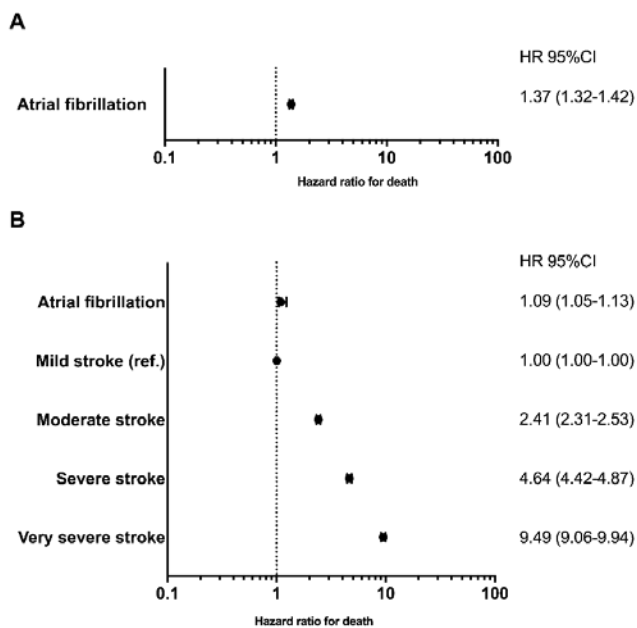 A
HR 95%CI
Atrial fibrillation 1.37 (1.32-1.42)
0.1 1 10 100
Hazard ratio for death
B
HR 95%CI
Atrial fibrillation 1.09 (1.05-1.13)
Mild stroke (ref.) 1.00 (1.00-1.00)
Moderate stroke 2.41 (2.31-2.53)
Severe stroke 4.64 (4.42-4.87)
Very severe stroke 9.49 (9.06-9.94)
0.1 1 10 100
Hazard ratio for death